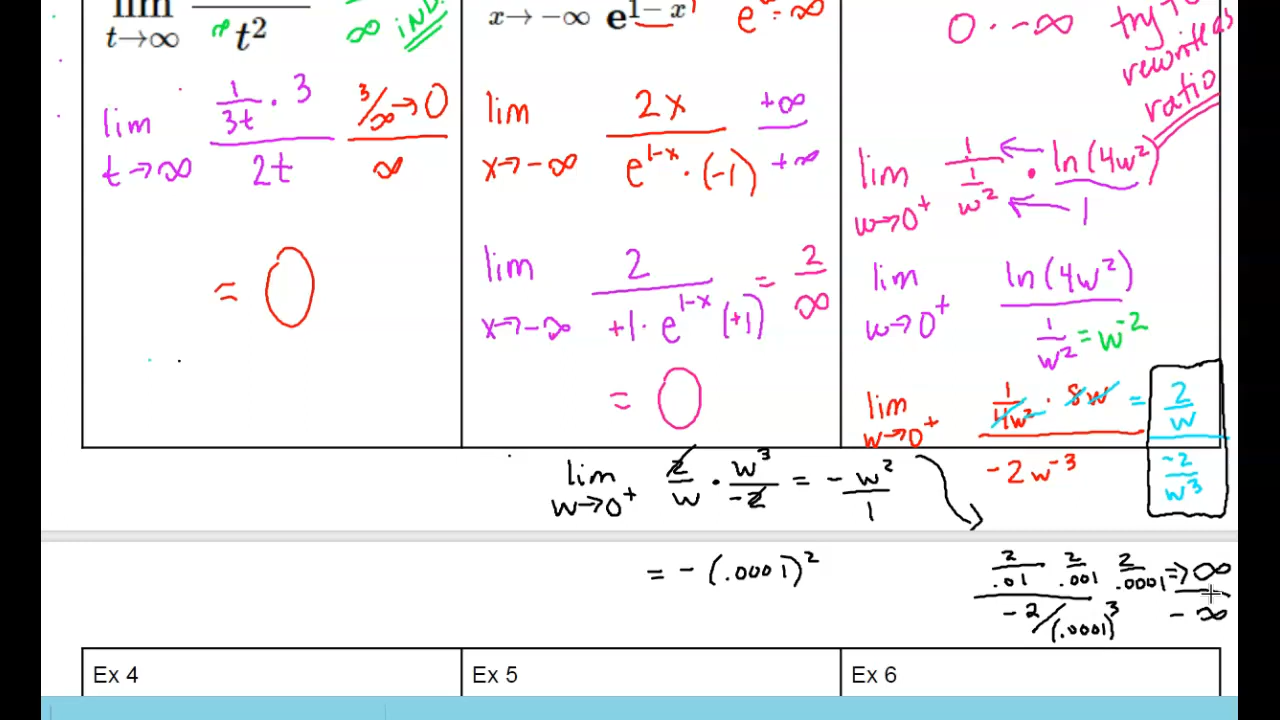 lim t→∞ t² ∞ ∞ IND.
lim t→∞ 1/3t · 3 / 2t 3/∞→0 / ∞
= 0
x→ -∞ e^1-x e^∞ = ∞
lim x→-∞ 2x / e^1-x · (-1) +∞ / +∞
lim x→-∞ 2 / +1 · e^1-x (+1) = 2/∞
= 0
0 · -∞ try to
rewrite as
ratio
lim w→0⁺ 1 / 1/w² · ln(4w²) / 1
lim w→0⁺ ln(4w²) / 1/w² = w⁻²
lim w→0⁺ 1/4w² · 8w / -2w⁻³ = 2/w / -2/w³
lim w→0⁺ 2/w · w³/-2 = - w²/1
= -(.0001)²
2/.01 2/.001 2/.0001 ⇒ ∞
-2/(.0001)³ -∞
Ex 4
Ex 5
Ex 6